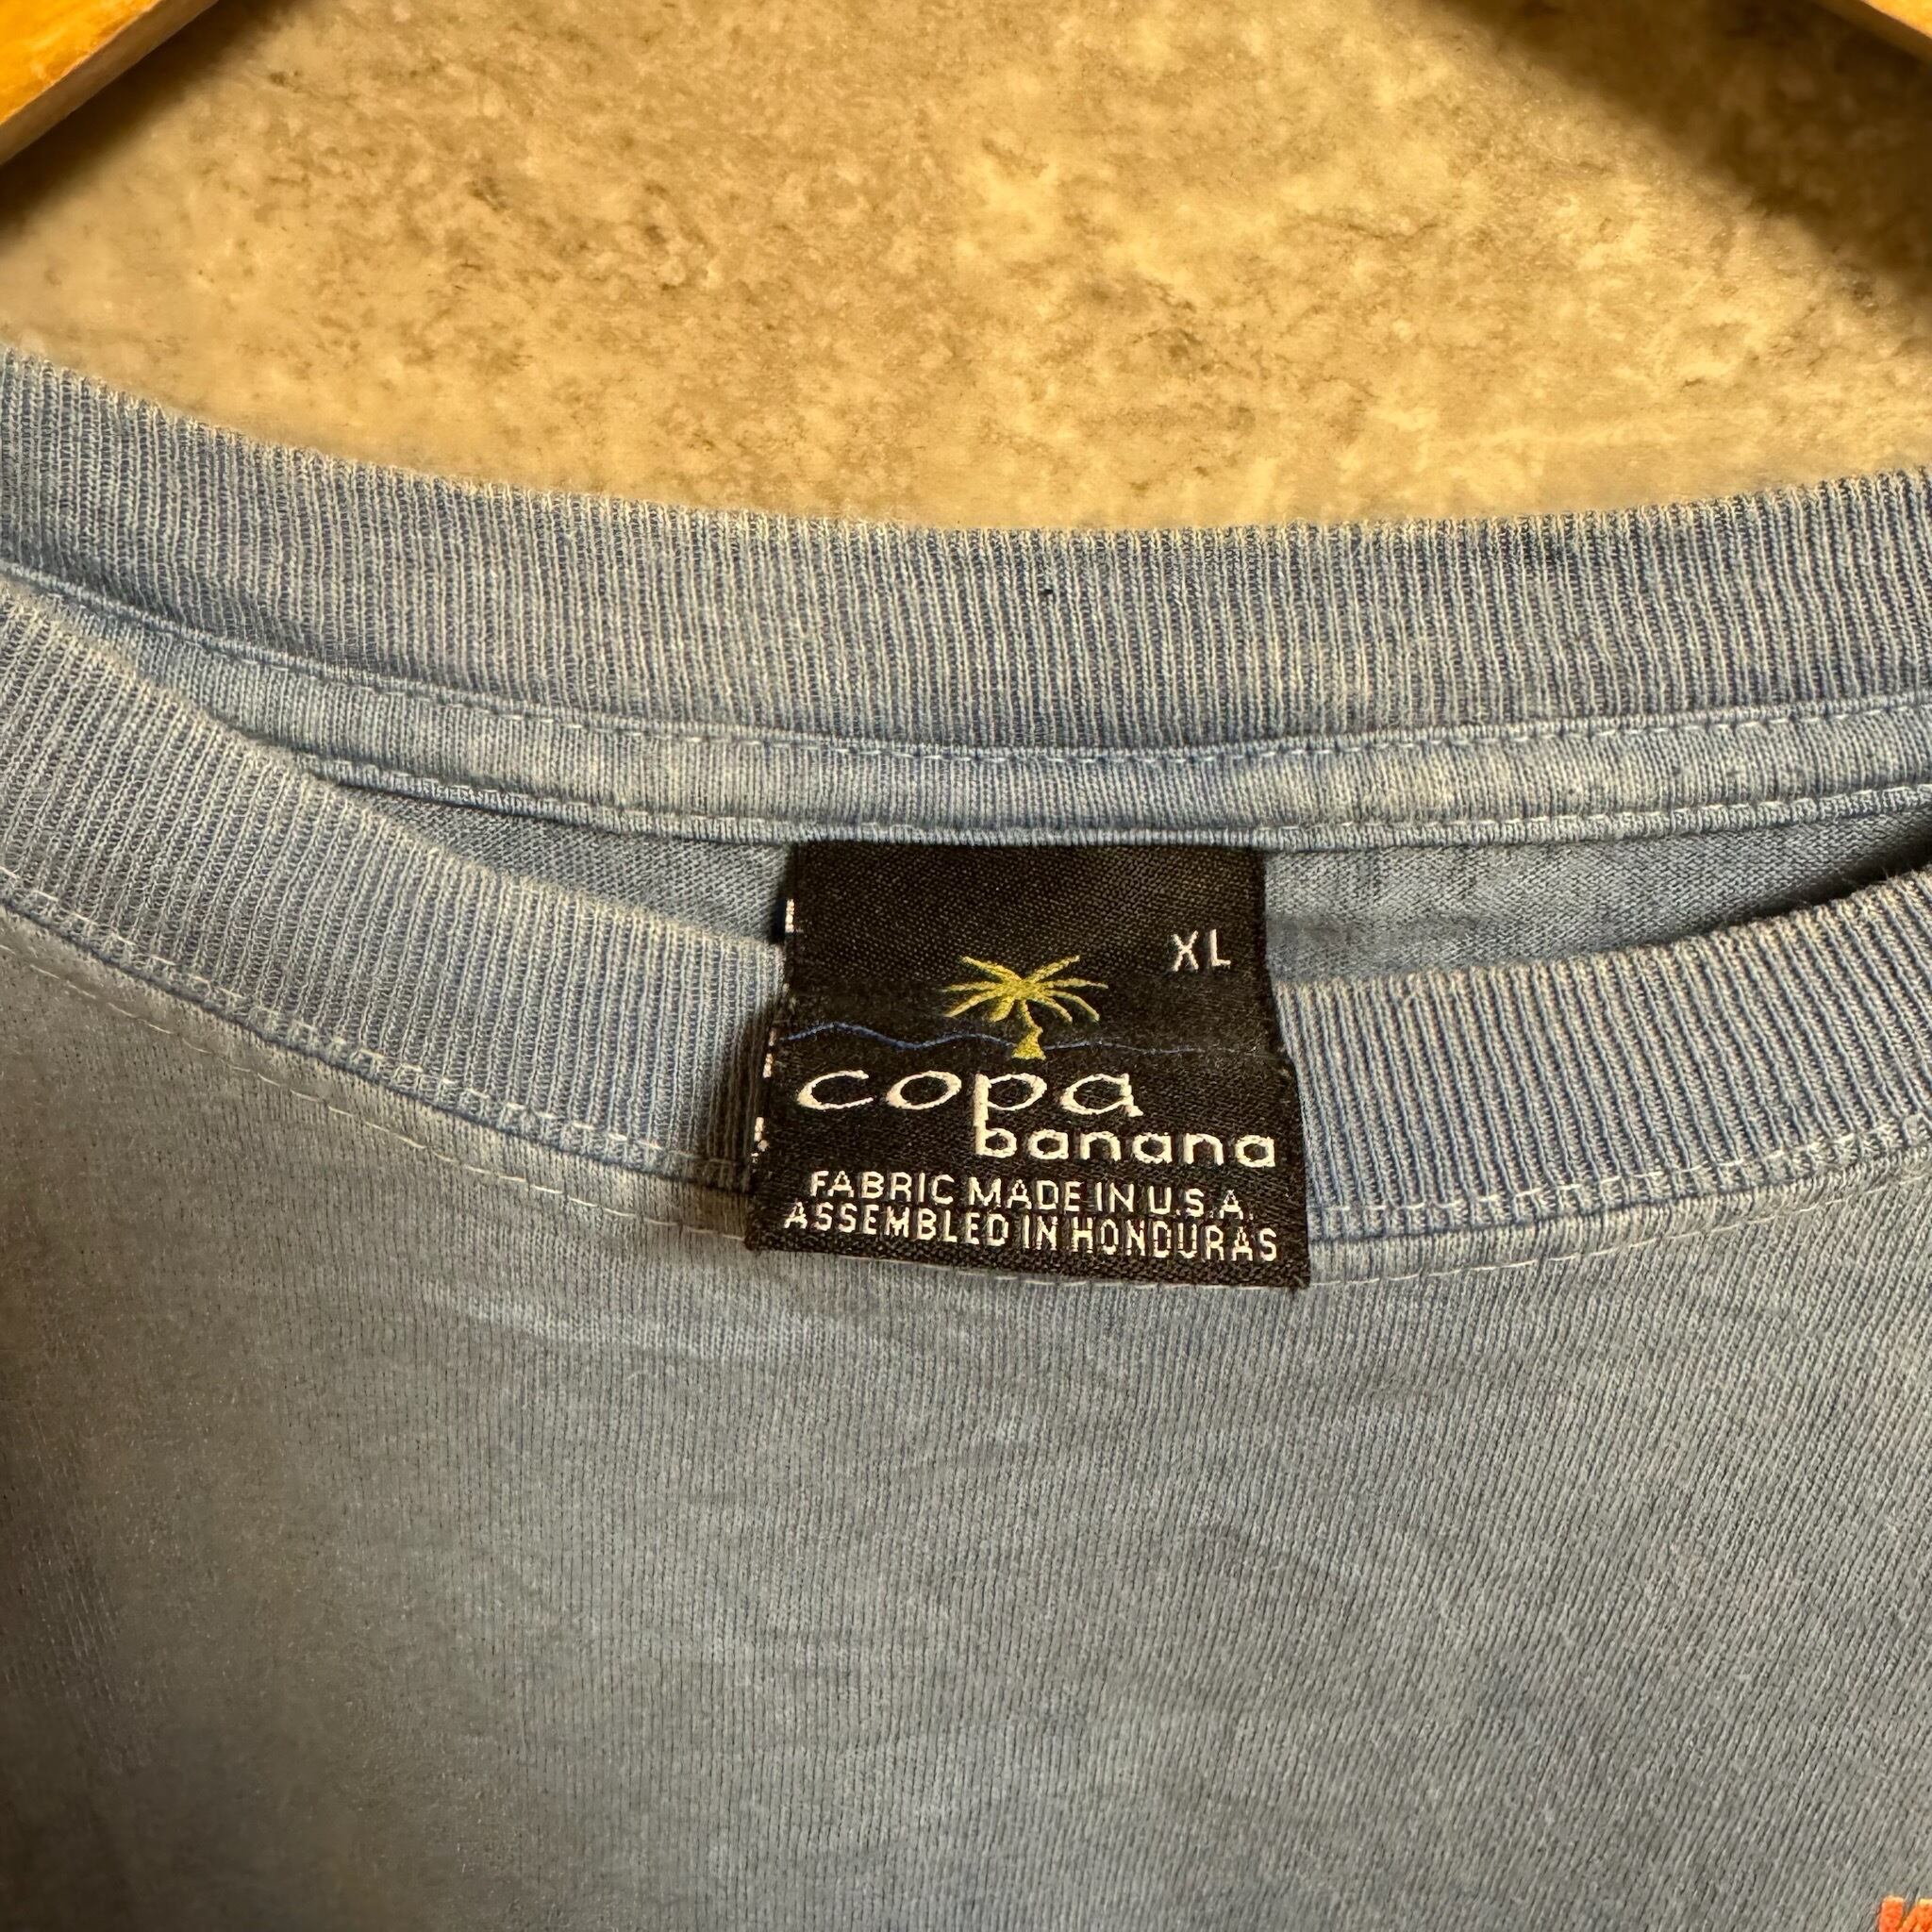 XL
copa
banana
FABRIC MADE IN U.S.A.
ASSEMBLED IN HONDURAS